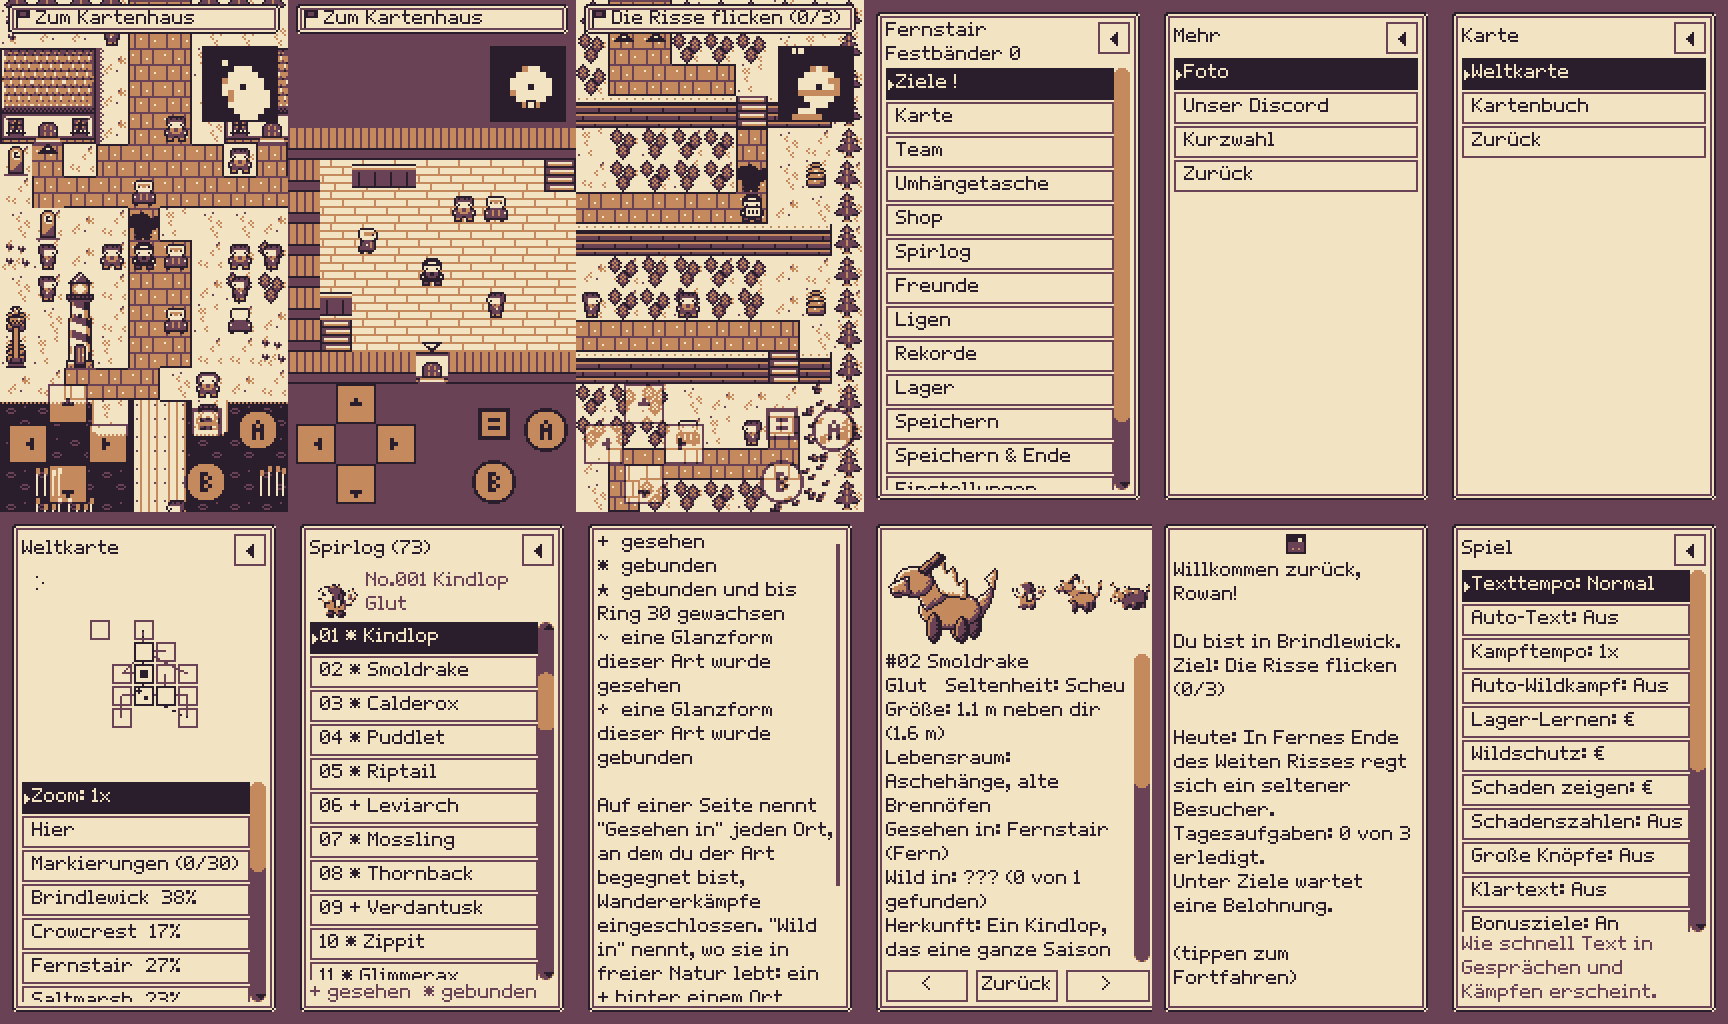 Zum Kartenhaus
A
B
Zum Kartenhaus
A
B
Die Risse flicken (0/3)
A
B
Fernstair
Festbänder 0
Ziele !
Karte
Team
Umhängetasche
Shop
Spirlog
Freunde
Ligen
Rekorde
Lager
Speichern
Speichern & Ende
Einstellungen
Mehr
Foto
Unser Discord
Kurzwahl
Zurück
Karte
Weltkarte
Kartenbuch
Zurück
Weltkarte
Zoom: 1x
Hier
Markierungen (0/30)
Brindlewick 38%
Crowcrest 17%
Fernstair 27%
Saltmarsh 23%
Spirlog (73)
No.001 Kindlop
Glut
01 * Kindlop
02 * Smoldrake
03 * Calderox
04 * Puddlet
05 * Riptail
06 + Leviarch
07 * Mossling
08 * Thornback
09 + Verdantusk
10 * Zippit
11 * Glimmerax
+ gesehen * gebunden
+ gesehen
* gebunden
★ gebunden und bis
Ring 30 gewachsen
~ eine Glanzform
dieser Art wurde
gesehen
÷ eine Glanzform
dieser Art wurde
gebunden
Auf einer Seite nennt
"Gesehen in" jeden Ort,
an dem du der Art
begegnet bist,
Wandererkämpfe
eingeschlossen. "Wild
in" nennt, wo sie in
freier Natur lebt: ein
+ hinter einem Ort
#02 Smoldrake
Glut Seltenheit: Scheu
Größe: 1.1 m neben dir
(1.6 m)
Lebensraum:
Aschehänge, alte
Brennöfen
Gesehen in: Fernstair
(Fern)
Wild in: ??? (0 von 1
gefunden)
Herkunft: Ein Kindlop,
das eine ganze Saison
< Zurück >
Willkommen zurück,
Rowan!
Du bist in Brindlewick.
Ziel: Die Risse flicken
(0/3)
Heute: In Fernes Ende
des Weiten Risses regt
sich ein seltener
Besucher.
Tagesaufgaben: 0 von 3
erledigt.
Unter Ziele wartet
eine Belohnung.
(tippen zum
Fortfahren)
Spiel
Texttempo: Normal
Auto-Text: Aus
Kampftempo: 1x
Auto-Wildkampf: Aus
Lager-Lernen: €
Wildschutz: €
Schaden zeigen: €
Schadenszahlen: Aus
Große Knöpfe: Aus
Klartext: Aus
Bonusziele: An
Wie schnell Text in
Gesprächen und
Kämpfen erscheint.